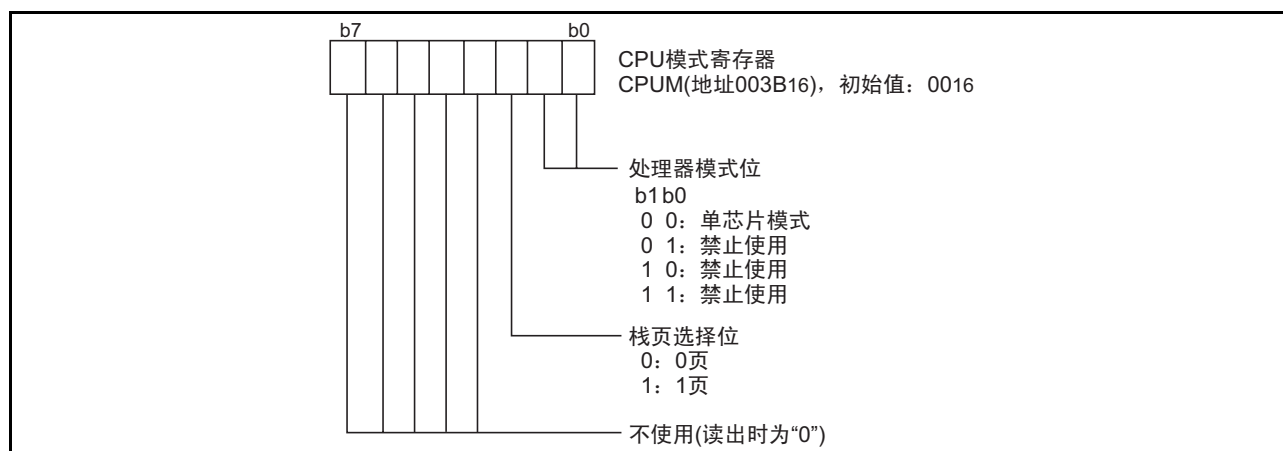 b7 b0
CPU模式寄存器
CPUM(地址003B16)，初始值：0016
处理器模式位
b1b0
0 0：单芯片模式
0 1：禁止使用
1 0：禁止使用
1 1：禁止使用
栈页选择位
0：0页
1：1页
不使用(读出时为“0”)